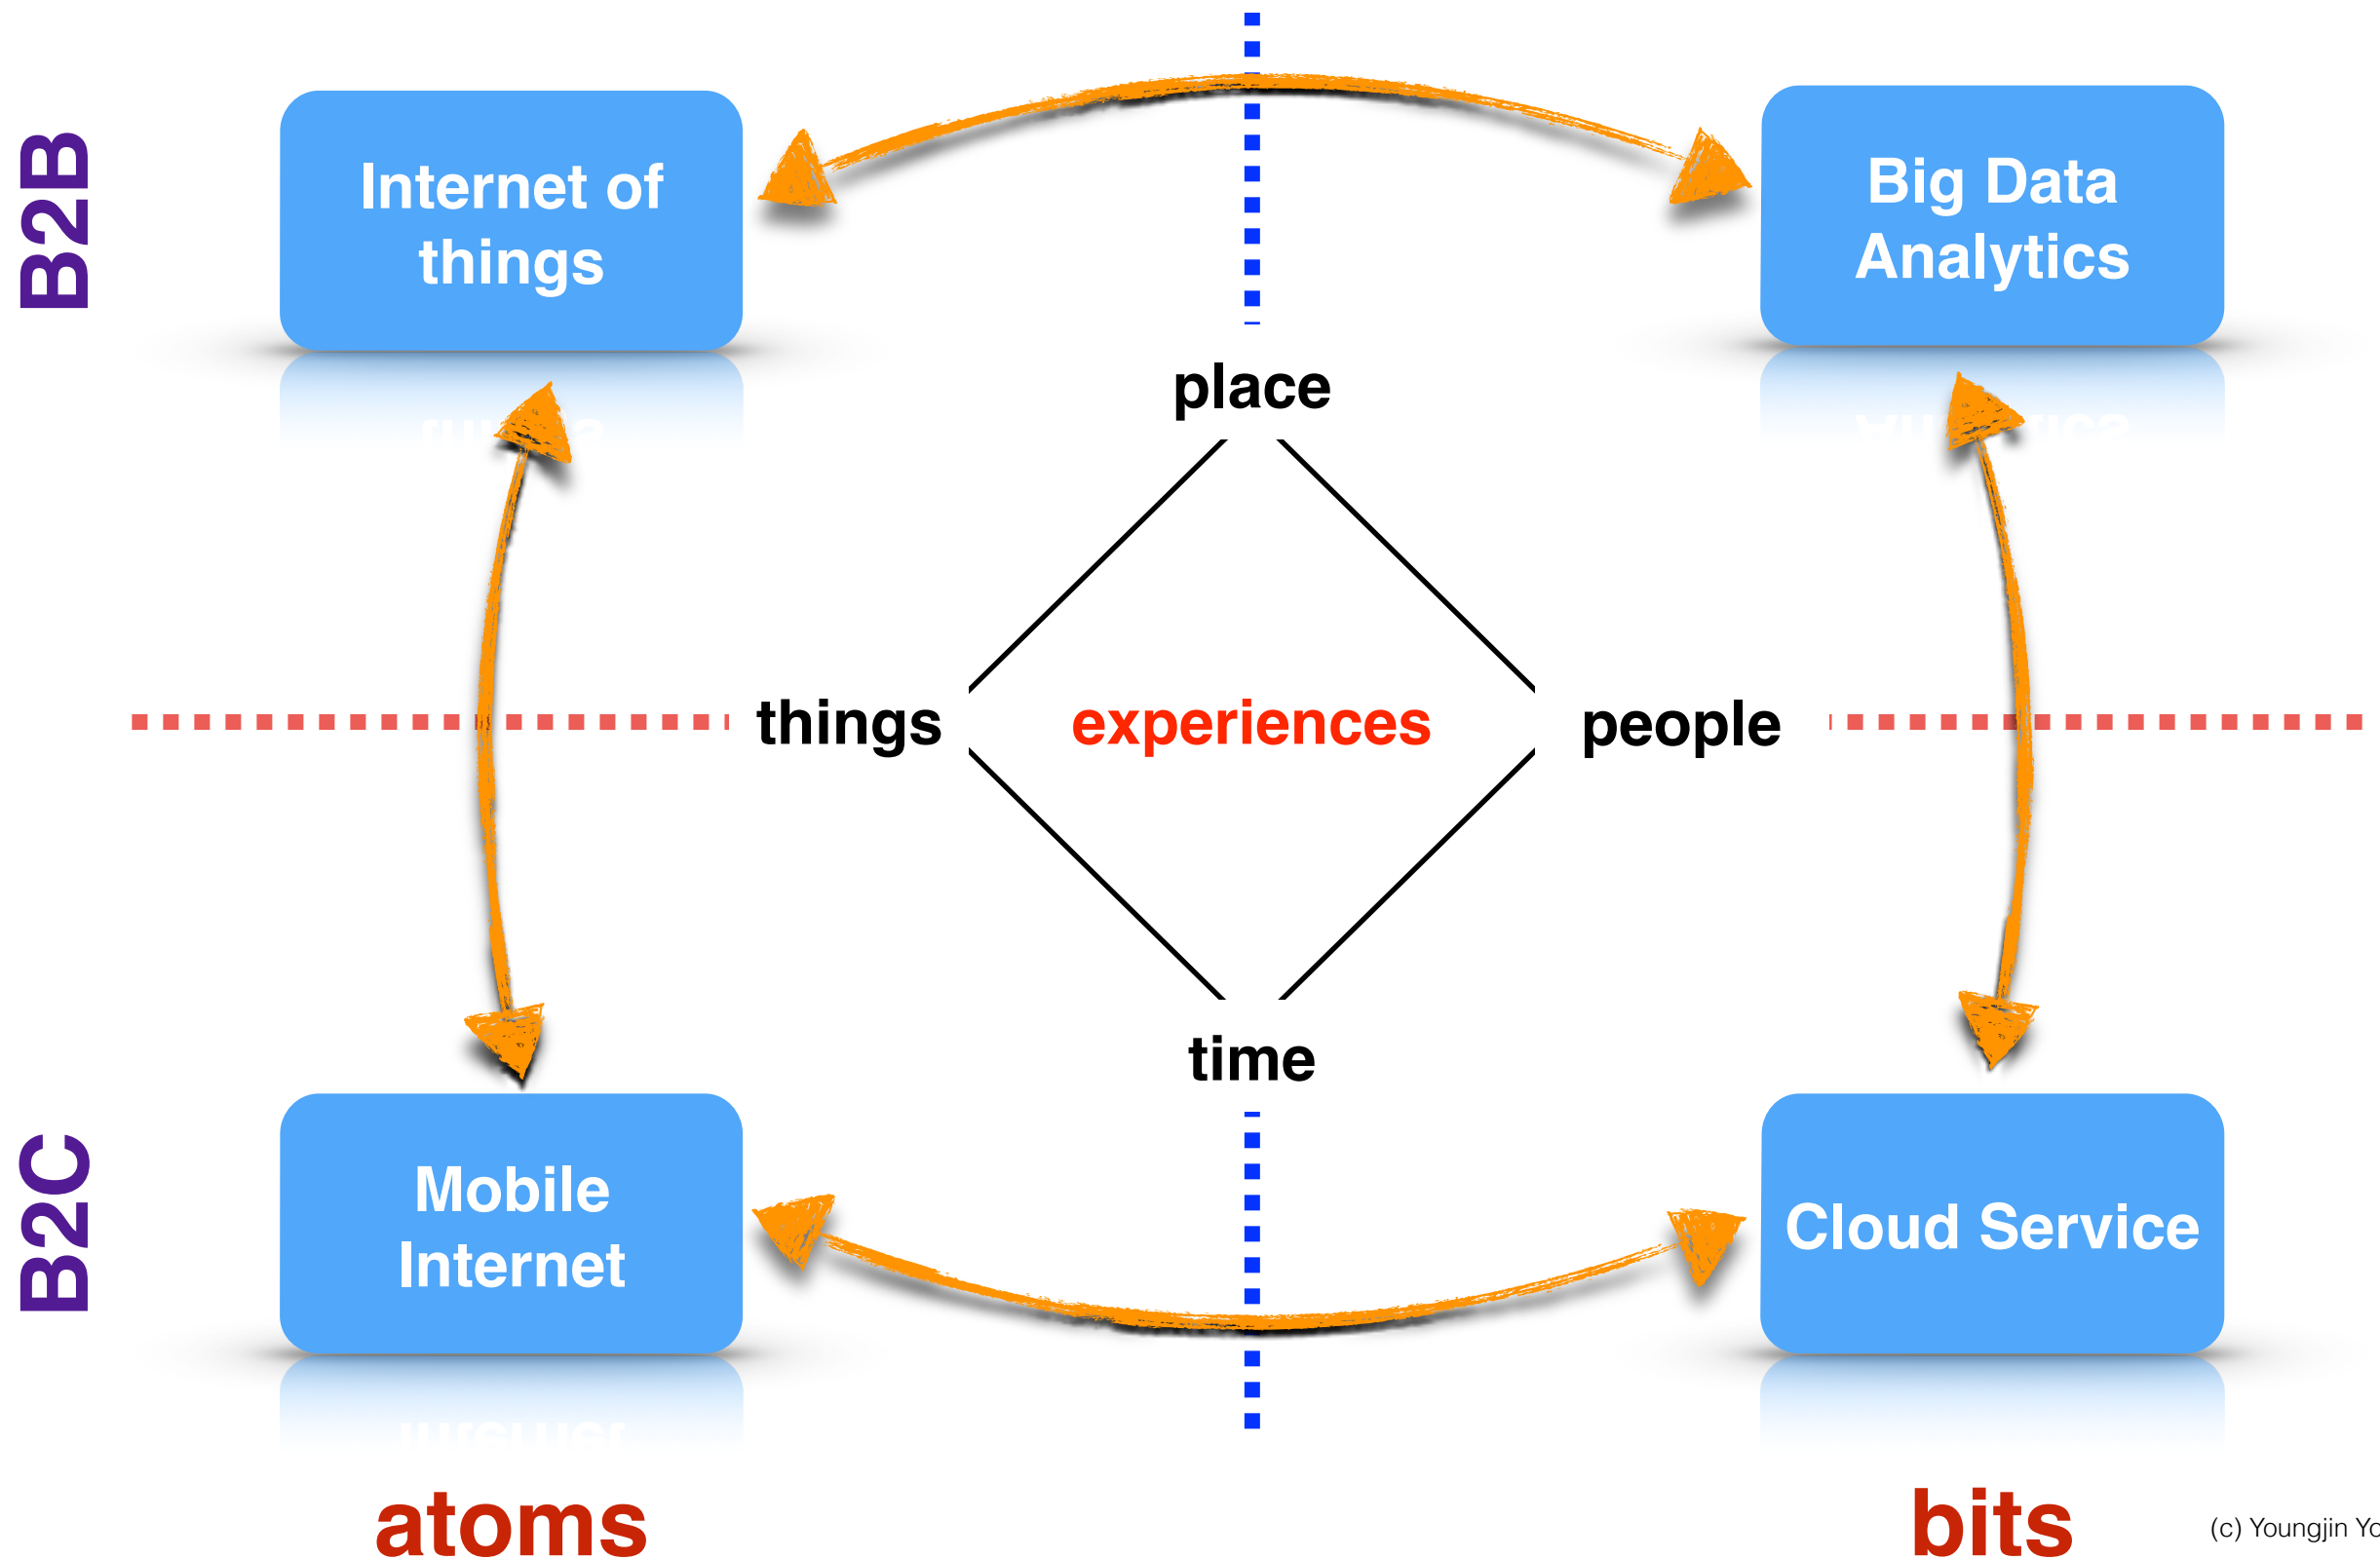 B2B
Internet of
things
Big Data
Analytics
place
things
experiences
people
time
B2C
Mobile
Internet
Cloud Service
atoms
bits
(c) Youngjin Yo